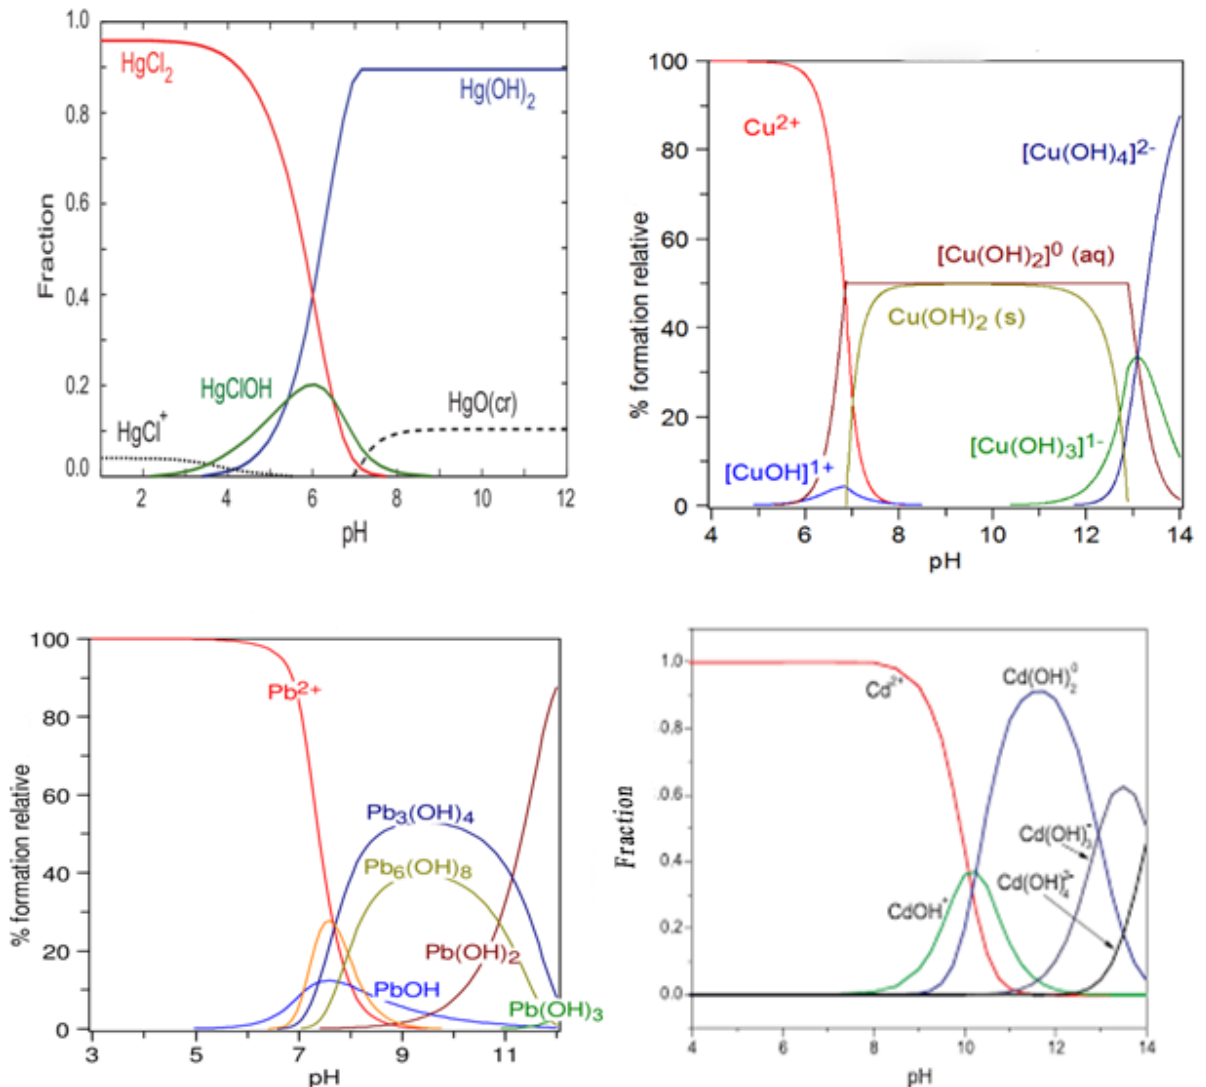 1.0
HgCl2
0.8
Hg(OH)2
0.6
Fraction
0.4
0.2
HgClOH
HgO(cr)
HgCl+
0.0
2 4 6 8 10 12
pH
100
Cu2+
80
[Cu(OH)4]2-
60
[Cu(OH)2]0 (aq)
% formation relative
40
Cu(OH)2 (s)
20
[Cu(OH)3]1-
[CuOH]1+
0
4 6 8 10 12 14
pH
100
Pb2+
80
60
Pb3(OH)4
% formation relative
40
Pb6(OH)8
20
Pb(OH)2
PbOH
Pb(OH)3
0
3 5 7 9 11
pH
1.0
Cd2+
Cd(OH)20
0.8
.0.6
Fraction
Cd(OH)3-
0.4
Cd(OH)42-
0.2
CdOH+
0.0
4 6 8 10 12 14
pH